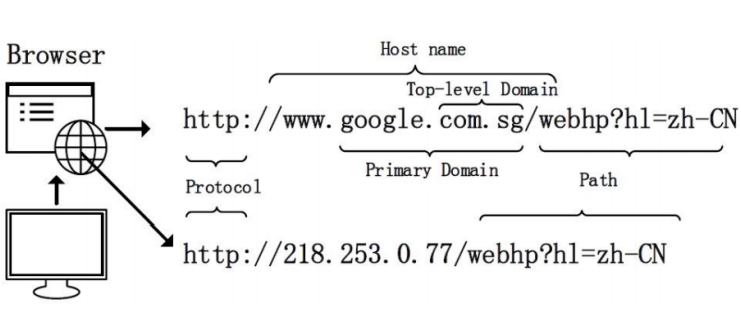 Browser
Host name
Top-level Domain
http://www.google.com.sg/webhp?hl=zh-CN
Protocol
Primary Domain
Path
http://218.253.0.77/webhp?hl=zh-CN